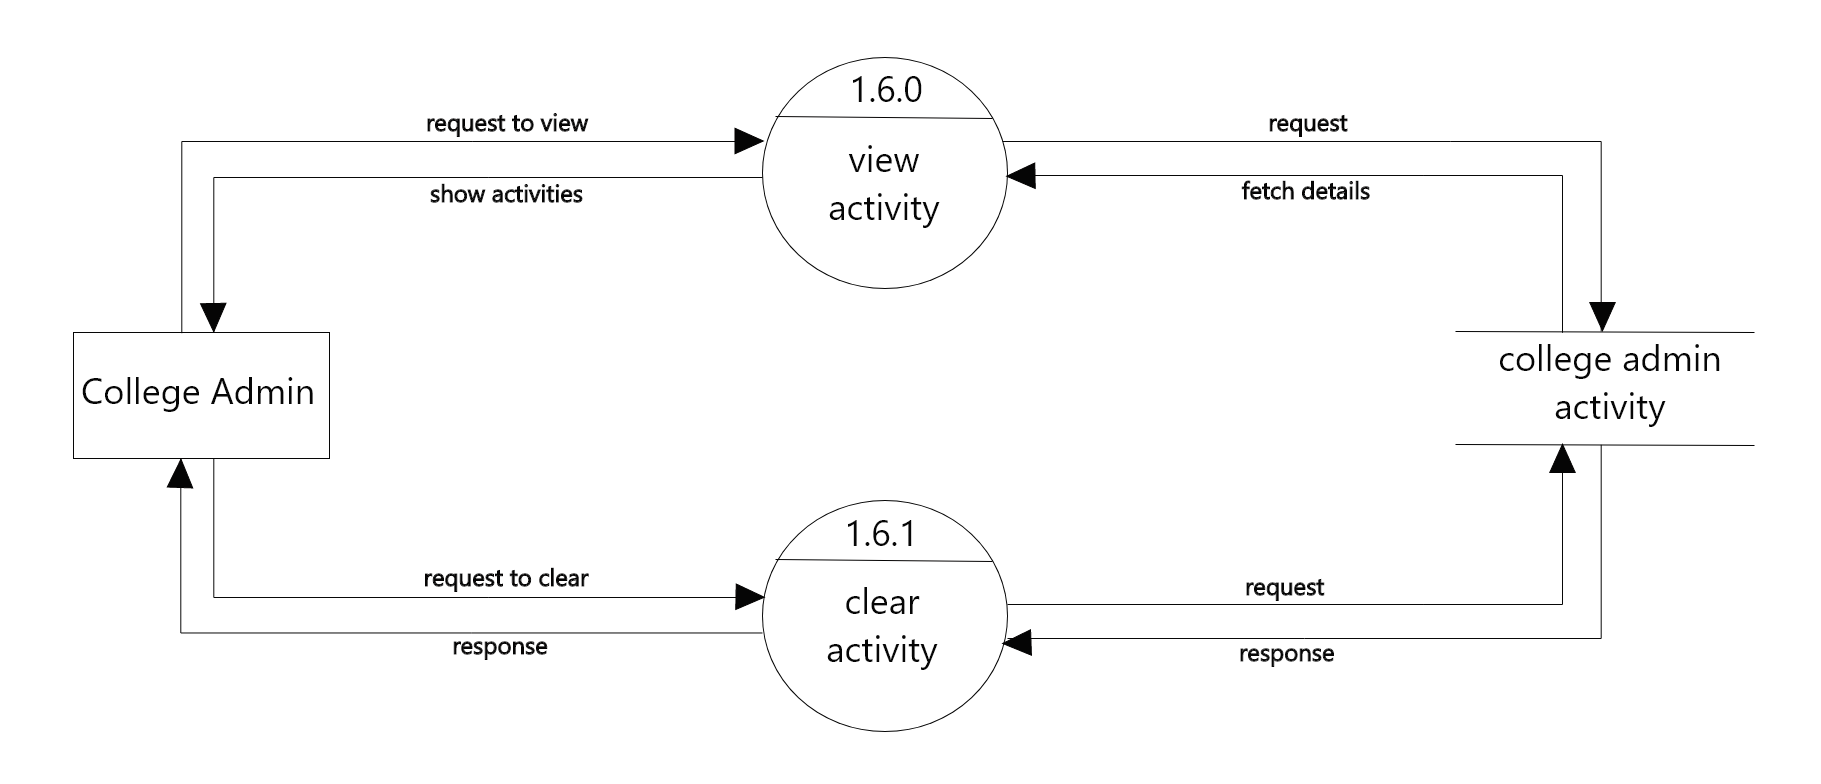 1.6.0
request to view
request
view
activity
show activities
fetch details
College Admin
college admin
activity
1.6.1
request to clear
request
clear
activity
response
response